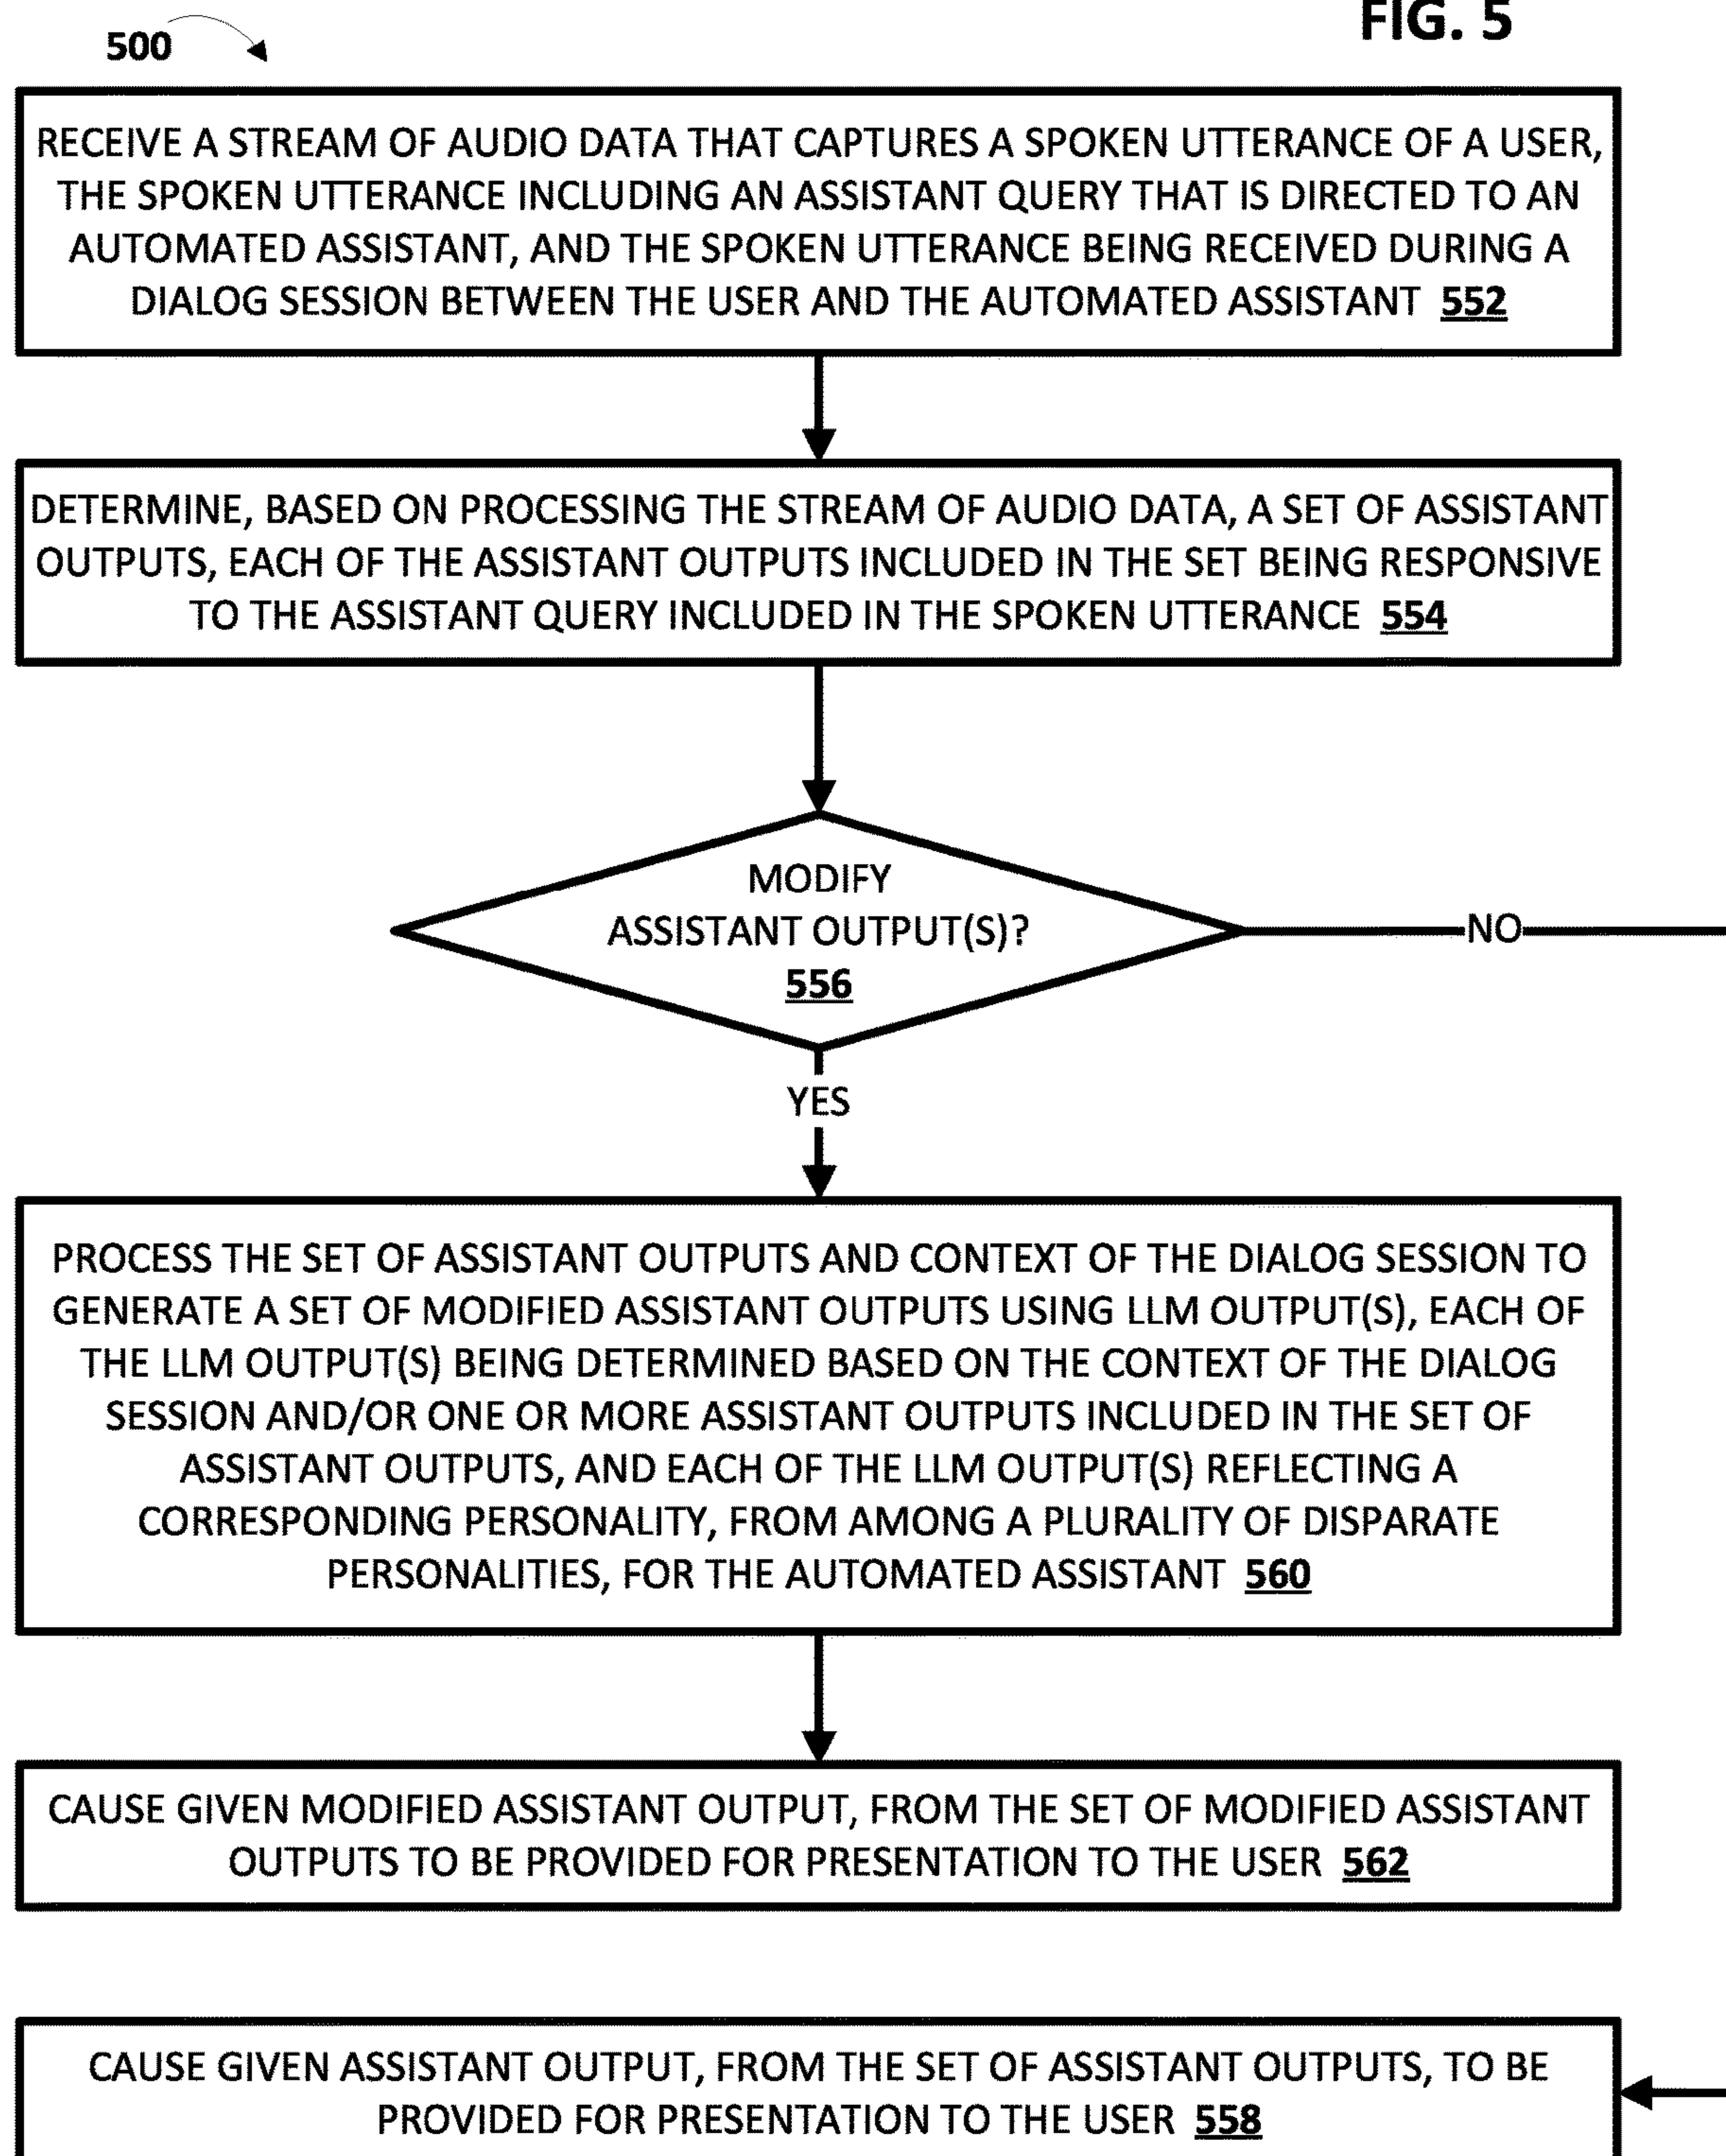 FIG. 5
500
RECEIVE A STREAM OF AUDIO DATA THAT CAPTURES A SPOKEN UTTERANCE OF A USER,
THE SPOKEN UTTERANCE INCLUDING AN ASSISTANT QUERY THAT IS DIRECTED TO AN
AUTOMATED ASSISTANT, AND THE SPOKEN UTTERANCE BEING RECEIVED DURING A
DIALOG SESSION BETWEEN THE USER AND THE AUTOMATED ASSISTANT 552
DETERMINE, BASED ON PROCESSING THE STREAM OF AUDIO DATA, A SET OF ASSISTANT
OUTPUTS, EACH OF THE ASSISTANT OUTPUTS INCLUDED IN THE SET BEING RESPONSIVE
TO THE ASSISTANT QUERY INCLUDED IN THE SPOKEN UTTERANCE 554
MODIFY
ASSISTANT OUTPUT(S)?
556
NO
YES
PROCESS THE SET OF ASSISTANT OUTPUTS AND CONTEXT OF THE DIALOG SESSION TO
GENERATE A SET OF MODIFIED ASSISTANT OUTPUTS USING LLM OUTPUT(S), EACH OF
THE LLM OUTPUT(S) BEING DETERMINED BASED ON THE CONTEXT OF THE DIALOG
SESSION AND/OR ONE OR MORE ASSISTANT OUTPUTS INCLUDED IN THE SET OF
ASSISTANT OUTPUTS, AND EACH OF THE LLM OUTPUT(S) REFLECTING A
CORRESPONDING PERSONALITY, FROM AMONG A PLURALITY OF DISPARATE
PERSONALITIES, FOR THE AUTOMATED ASSISTANT 560
CAUSE GIVEN MODIFIED ASSISTANT OUTPUT, FROM THE SET OF MODIFIED ASSISTANT
OUTPUTS TO BE PROVIDED FOR PRESENTATION TO THE USER 562
CAUSE GIVEN ASSISTANT OUTPUT, FROM THE SET OF ASSISTANT OUTPUTS, TO BE
PROVIDED FOR PRESENTATION TO THE USER 558